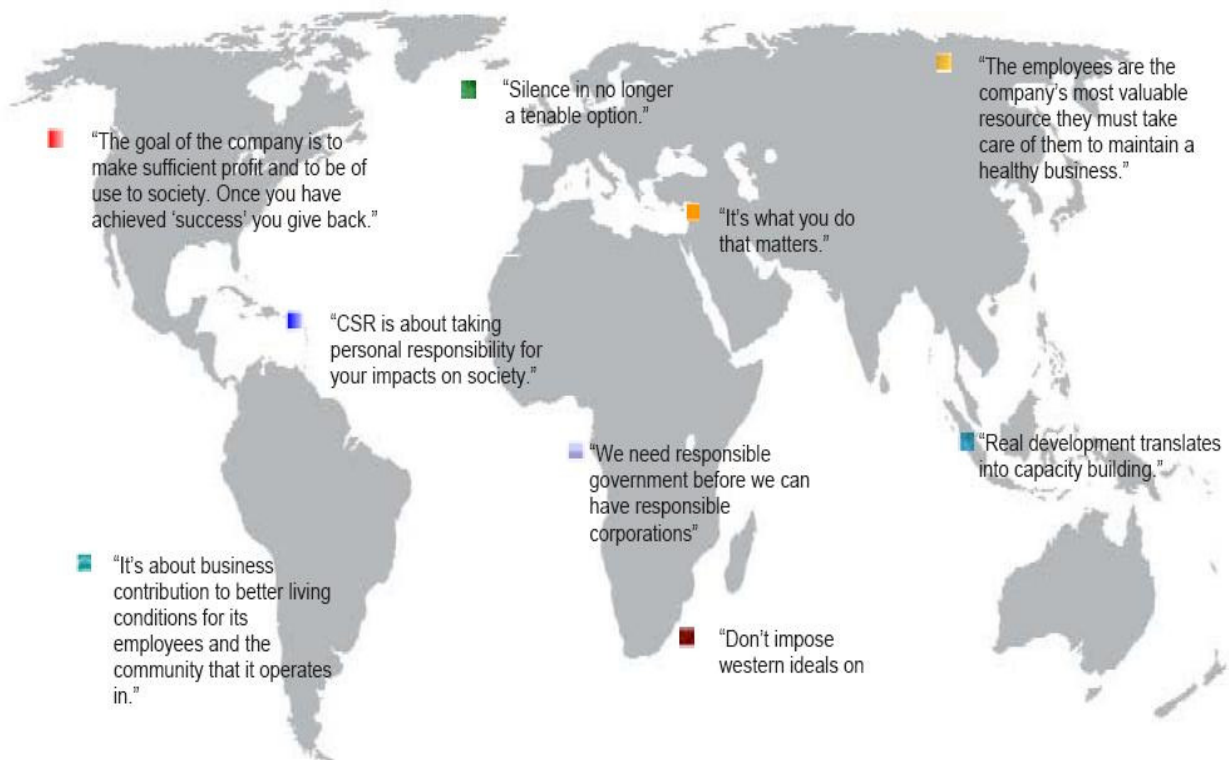 “Silence in no longer
a tenable option.”
“The employees are the
company’s most valuable
resource they must take
care of them to maintain a
healthy business.”
“The goal of the company is to
make sufficient profit and to be of
use to society. Once you have
achieved ‘success’ you give back.”
“It’s what you do
that matters.”
“CSR is about taking
personal responsibility for
your impacts on society.”
“We need responsible
government before we can
have responsible
corporations”
“Real development translates
into capacity building.”
“It’s about business
contribution to better living
conditions for its
employees and the
community that it operates
in.”
“Don’t impose
western ideals on